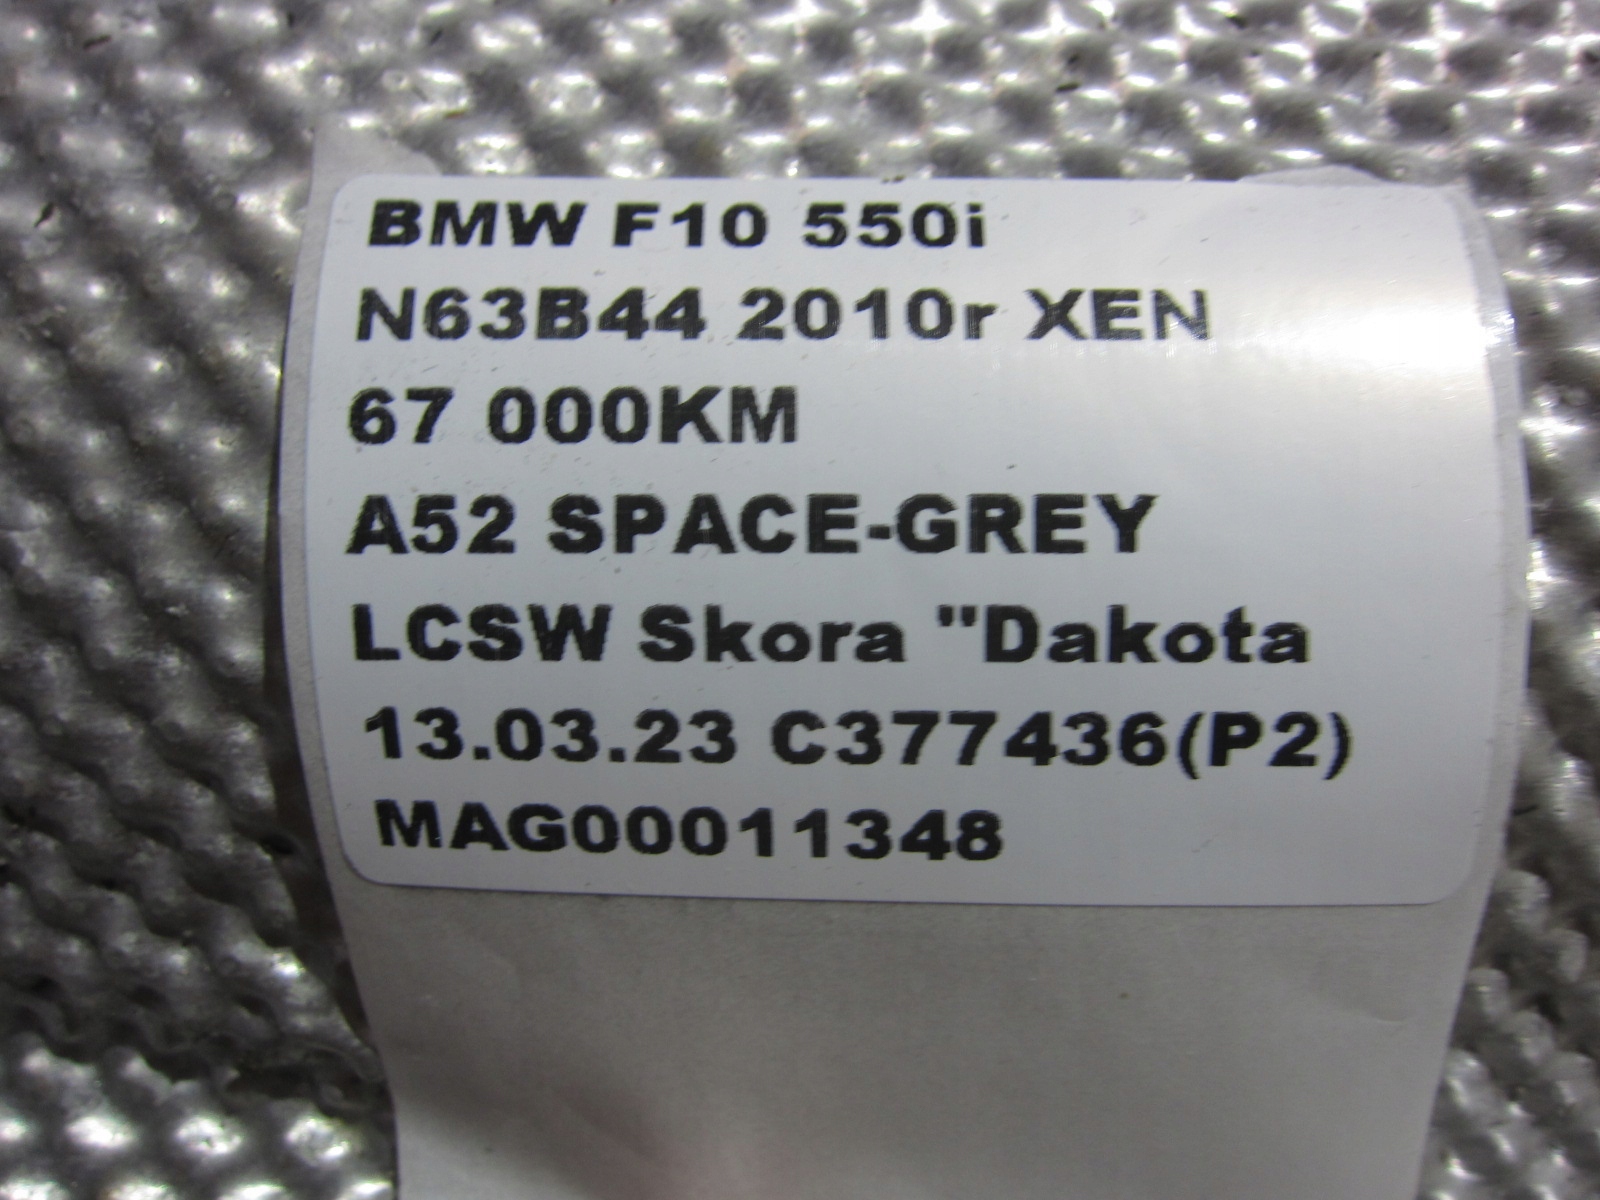 BMW F10 550i
N63B44 2010r XEN
67 000KM
A52 SPACE-GREY
LCSW Skora "Dakota
13.03.23 C377436(P2)
MAG00011348